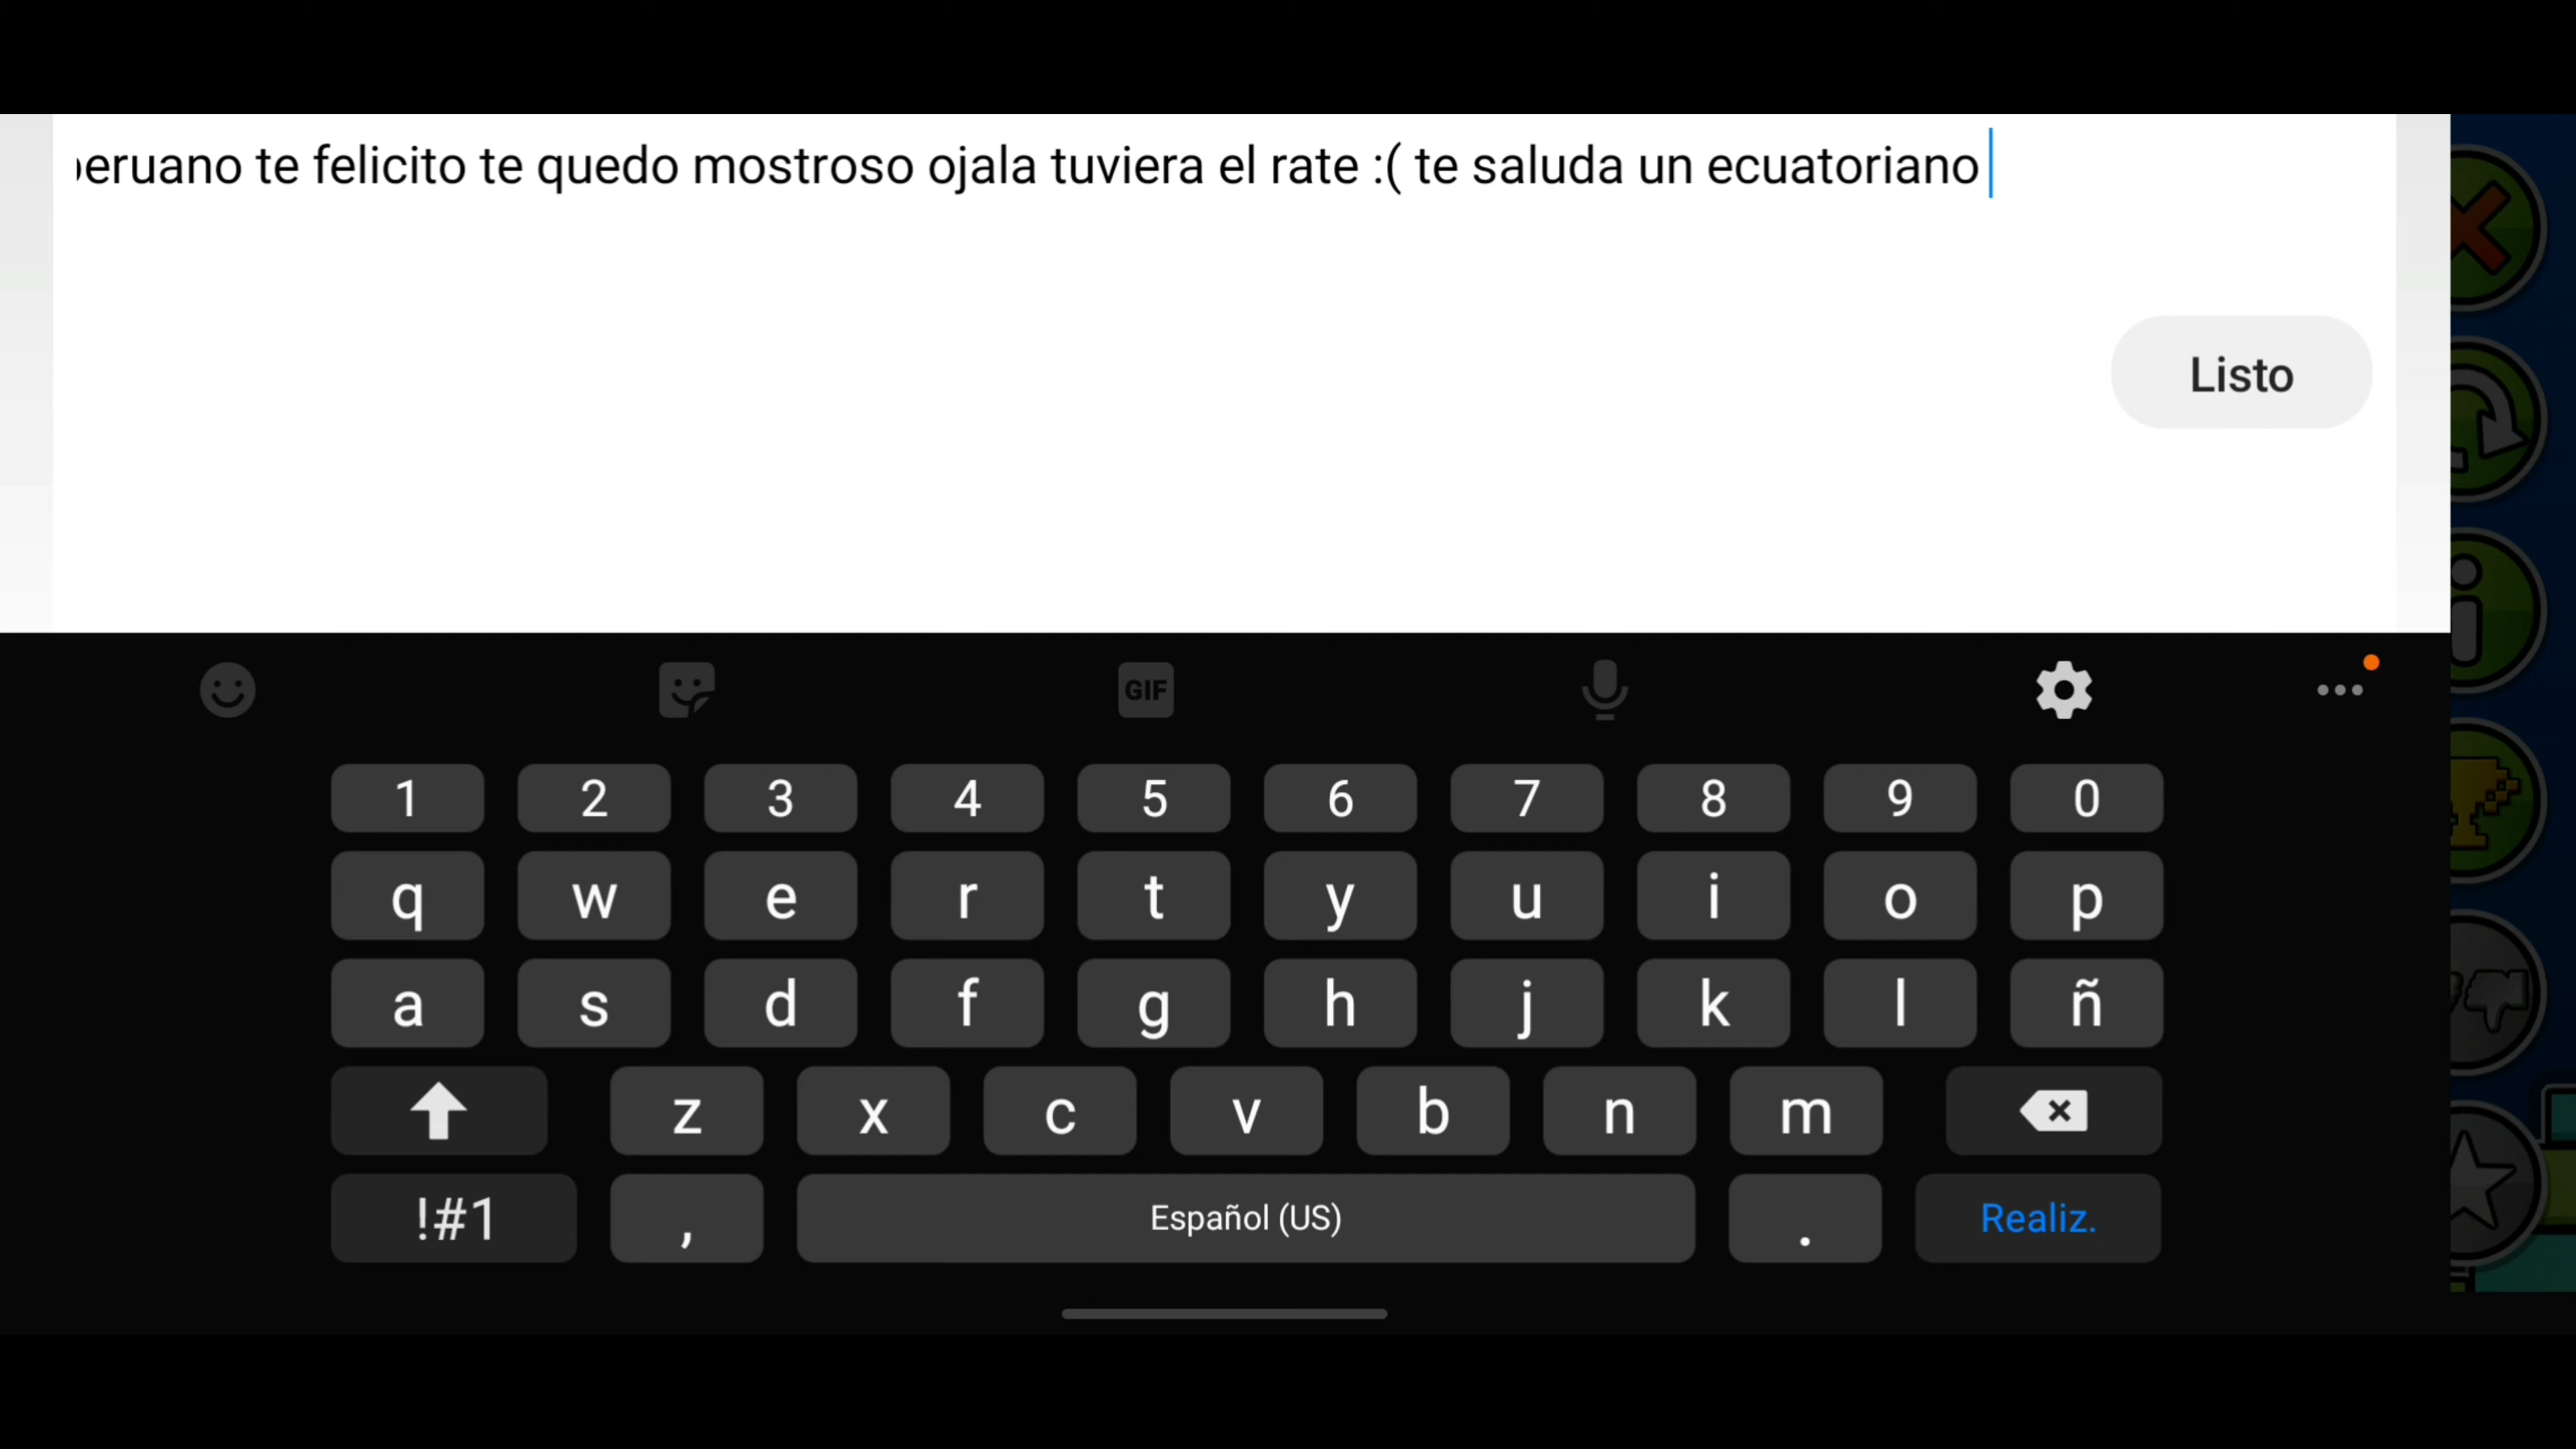 peruano te felicito te quedo mostroso ojala tuviera el rate :( te saluda un ecuatoriano
Listo
GIF
1 2 3 4 5 6 7 8 9 0
q w e r t y u i o p
a s d f g h j k l ñ
z x c v b n m
!#1 , Español (US) . Realiz.